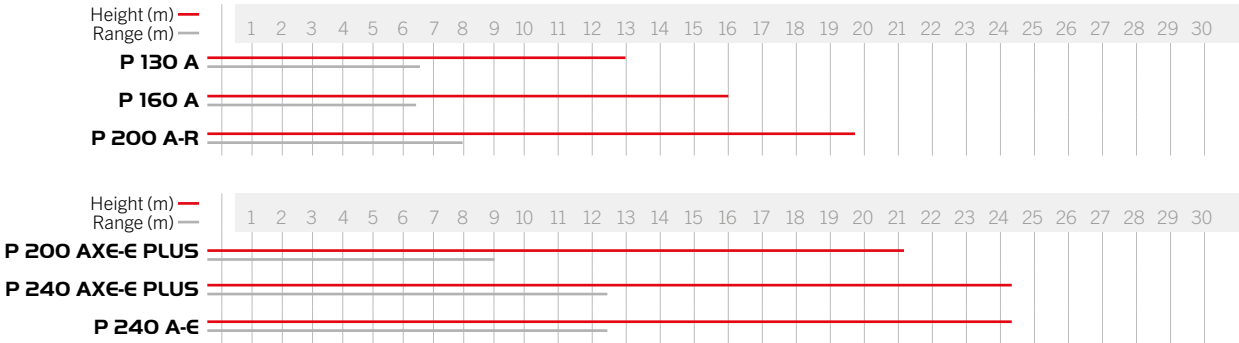 Height (m)
Range (m)
1 2 3 4 5 6 7 8 9 10 11 12 13 14 15 16 17 18 19 20 21 22 23 24 25 26 27 28 29 30
P 130 A
P 160 A
P 200 A-R
Height (m)
Range (m)
1 2 3 4 5 6 7 8 9 10 11 12 13 14 15 16 17 18 19 20 21 22 23 24 25 26 27 28 29 30
P 200 AXE-E PLUS
P 240 AXE-E PLUS
P 240 A-E